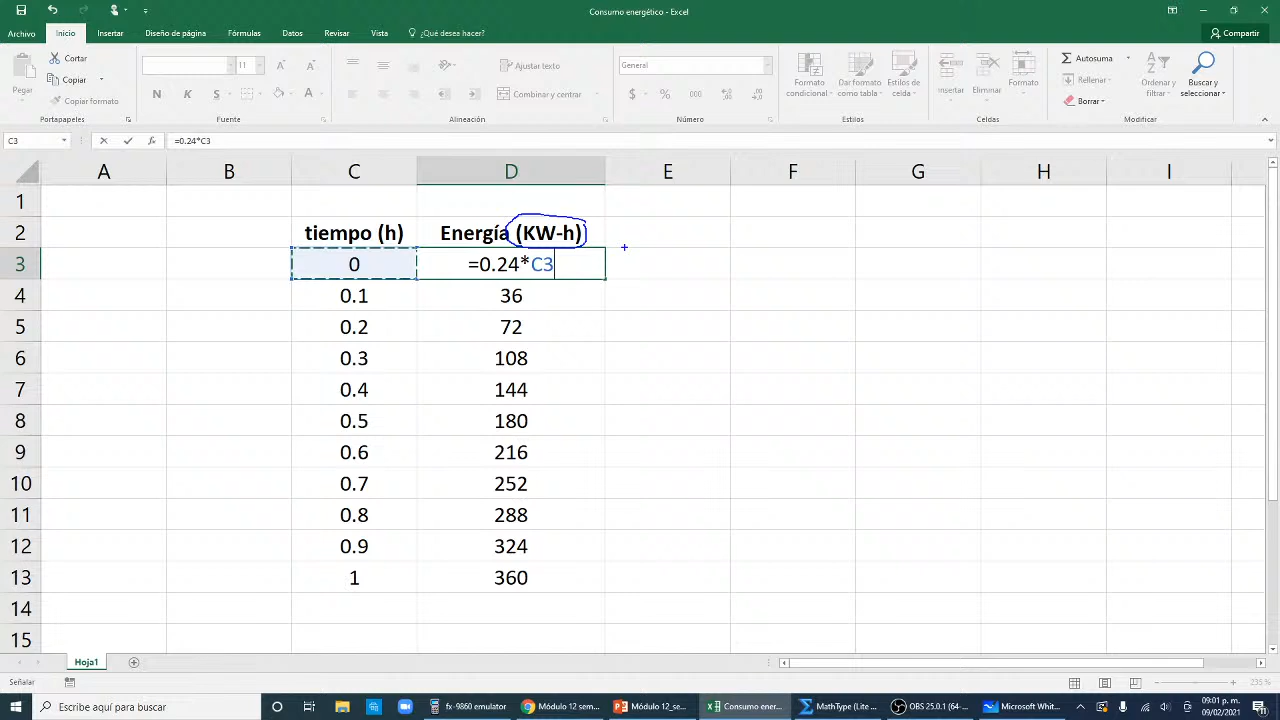 Consumo energético - Excel
Archivo Inicio Insertar Diseño de página Fórmulas Datos Revisar Vista ¿Qué desea hacer? Compartir
Pegar
Cortar
Copiar
Copiar formato
Portapapeles
11 A A
N K S A
Fuente
Ajustar texto
Combinar y centrar
Alineación
General
$ % 000
Número
Formato condicional
Dar formato como tabla
Estilos de celda
Estilos
Insertar Eliminar Formato
Celdas
Autosuma
Rellenar
Borrar
Ordenar y filtrar
Buscar y seleccionar
Modificar
C3 fx =0.24*C3
A B C D E F G H I
1
2 tiempo (h) Energía (KW-h)
3 0 =0.24*C3
4 0.1 36
5 0.2 72
6 0.3 108
7 0.4 144
8 0.5 180
9 0.6 216
10 0.7 252
11 0.8 288
12 0.9 324
13 1 360
14
15
Hoja1
Señalar 235 %
Escribe aquí para buscar
fx-9860 emulator
Módulo 12 sem...
Módulo 12_se...
Consumo ener...
MathType (Lite...
OBS 25.0.1 (64-...
Microsoft Whit...
09:01 p. m.
09/02/2021